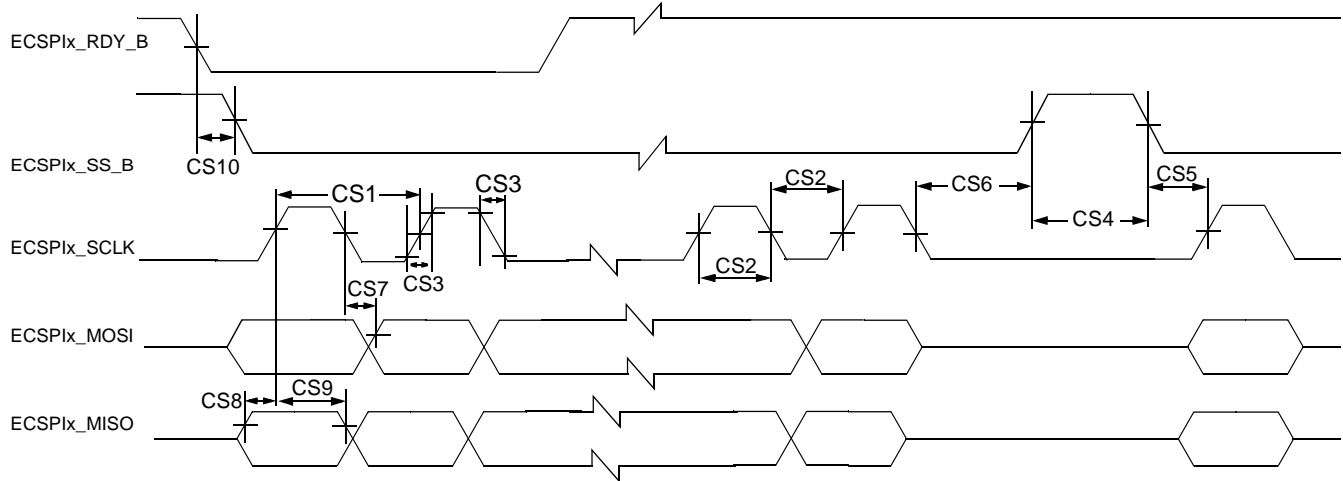 ECSPIx_RDY_B
CS10
ECSPIx_SS_B
CS1
CS3
CS2
CS6
CS5
CS4
ECSPIx_SCLK
CS3
CS2
CS7
ECSPIx_MOSI
CS8
CS9
ECSPIx_MISO